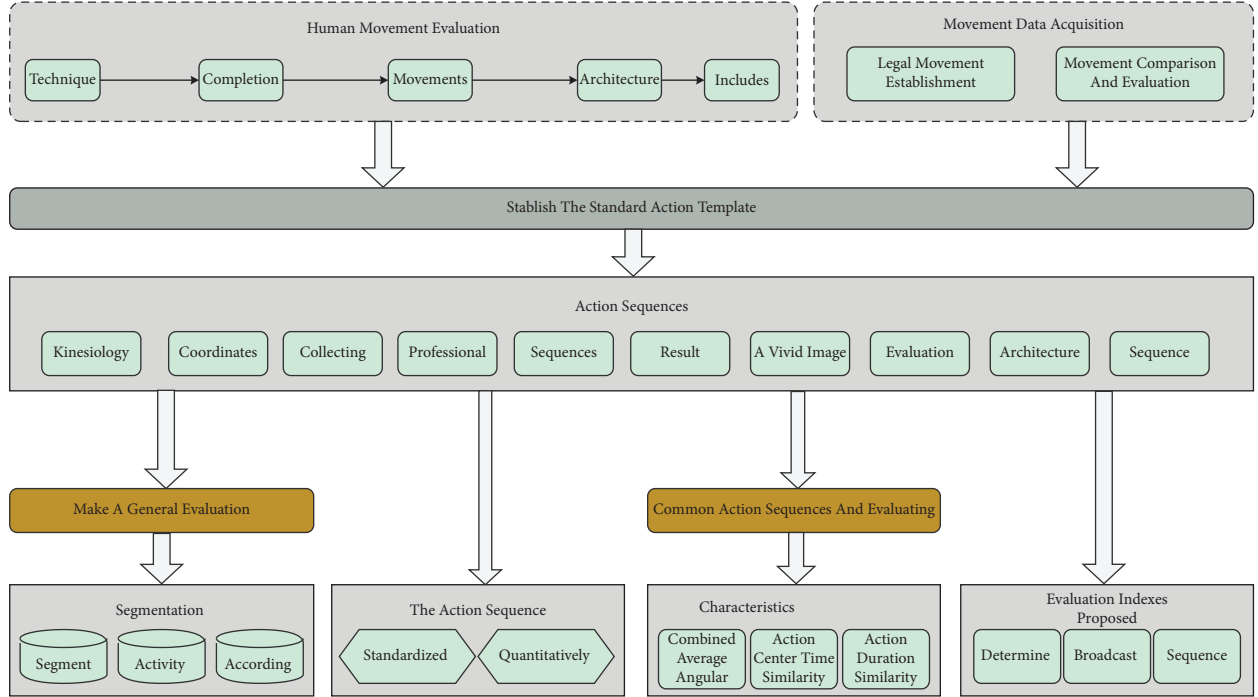 Human Movement Evaluation
Technique
Completion
Movements
Architecture
Includes
Movement Data Acquisition
Legal Movement
Establishment
Movement Comparison
And Evaluation
Stablish The Standard Action Template
Action Sequences
Kinesiology
Coordinates
Collecting
Professional
Sequences
Result
A Vivid Image
Evaluation
Architecture
Sequence
Make A General Evaluation
Common Action Sequences And Evaluating
Segmentation
Segment
Activity
According
The Action Sequence
Standardized
Quantitatively
Characteristics
Combined
Average
Angular
Action
Center Time
Similarity
Action
Duration
Similarity
Evaluation Indexes
Proposed
Determine
Broadcast
Sequence